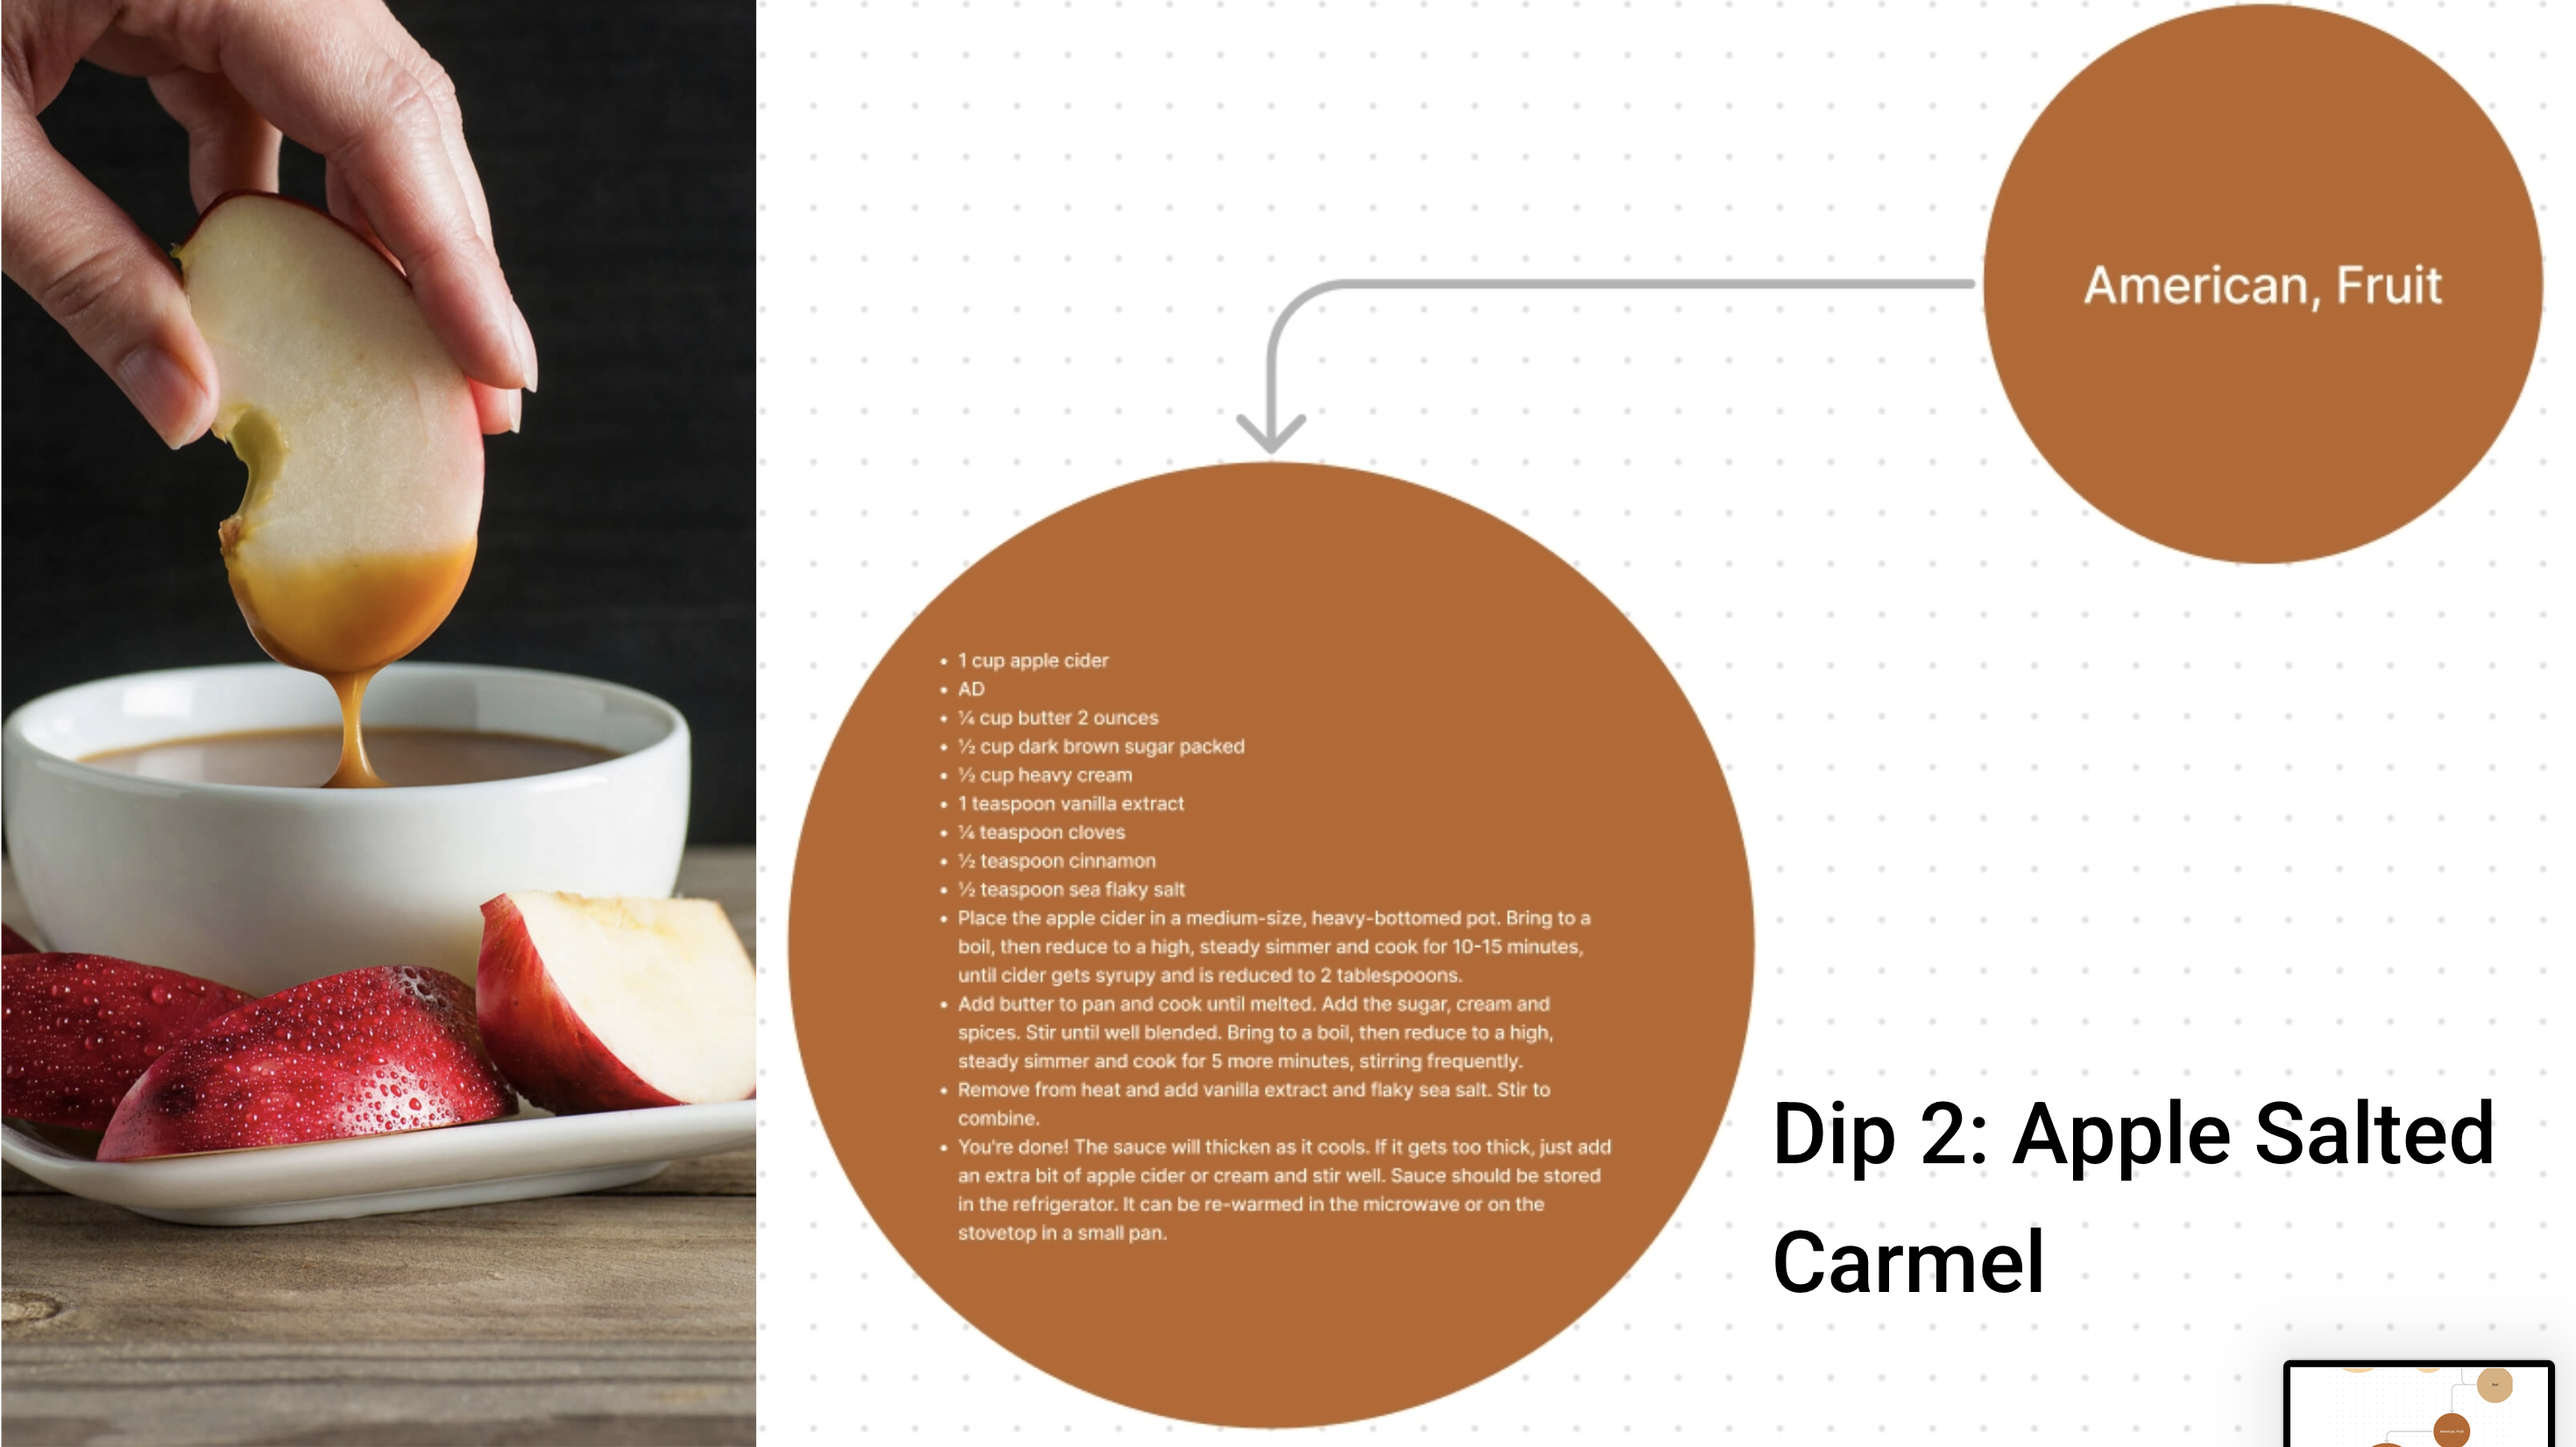 American, Fruit
• 1 cup apple cider
• AD
• ¼ cup butter 2 ounces
• ½ cup dark brown sugar packed
• ½ cup heavy cream
• 1 teaspoon vanilla extract
• ¼ teaspoon cloves
• ½ teaspoon cinnamon
• ½ teaspoon sea flaky salt
• Place the apple cider in a medium-size, heavy-bottomed pot. Bring to a
boil, then reduce to a high, steady simmer and cook for 10-15 minutes,
until cider gets syrupy and is reduced to 2 tablespooons.
• Add butter to pan and cook until melted. Add the sugar, cream and
spices. Stir until well blended. Bring to a boil, then reduce to a high,
steady simmer and cook for 5 more minutes, stirring frequently.
• Remove from heat and add vanilla extract and flaky sea salt. Stir to
combine.
• You're done! The sauce will thicken as it cools. If it gets too thick, just add
an extra bit of apple cider or cream and stir well. Sauce should be stored
in the refrigerator. It can be re-warmed in the microwave or on the
stovetop in a small pan.
Dip 2: Apple Salted
Carmel